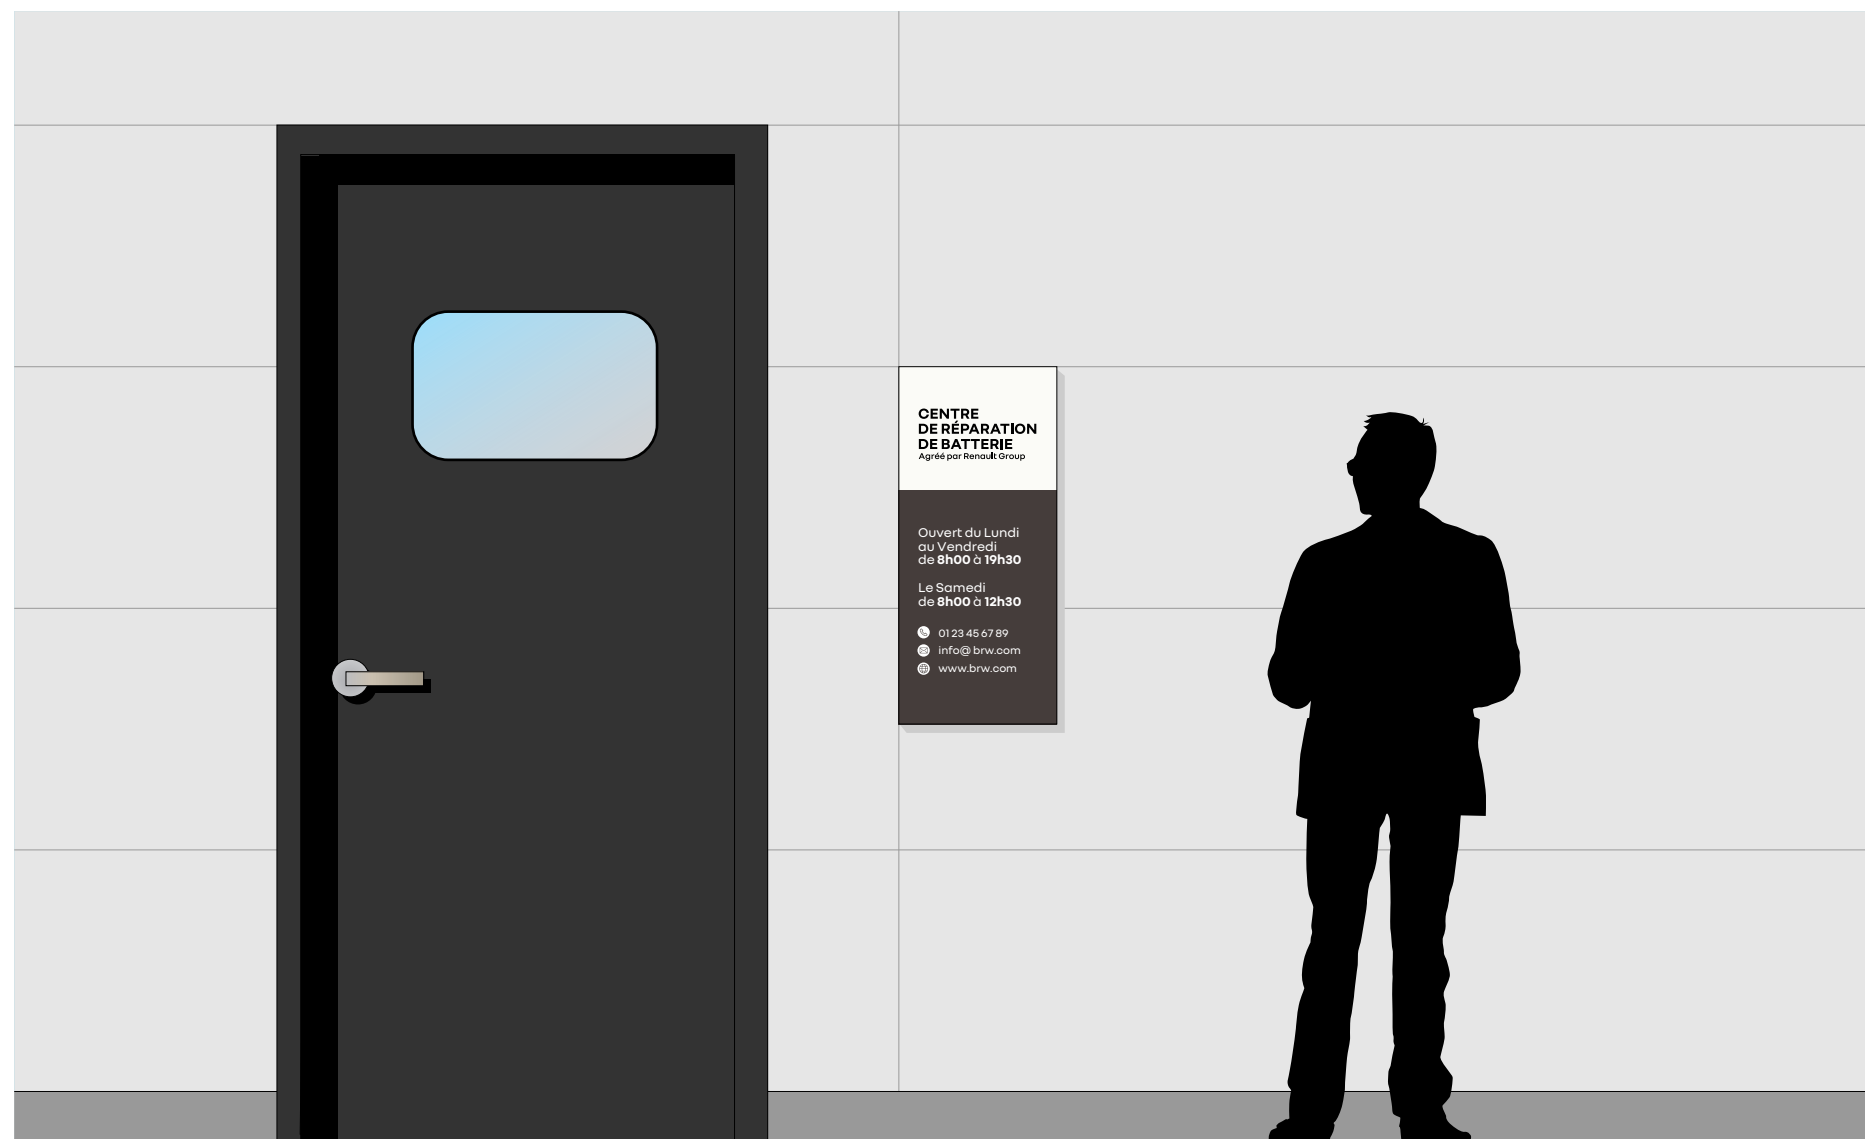 CENTRE
DE RÉPARATION
DE BATTERIE
Agréé par Renault Group
Ouvert du Lundi
au Vendredi
de 8h00 à 19h30
Le Samedi
de 8h00 à 12h30
01 23 45 67 89
info@ brw.com
www.brw.com